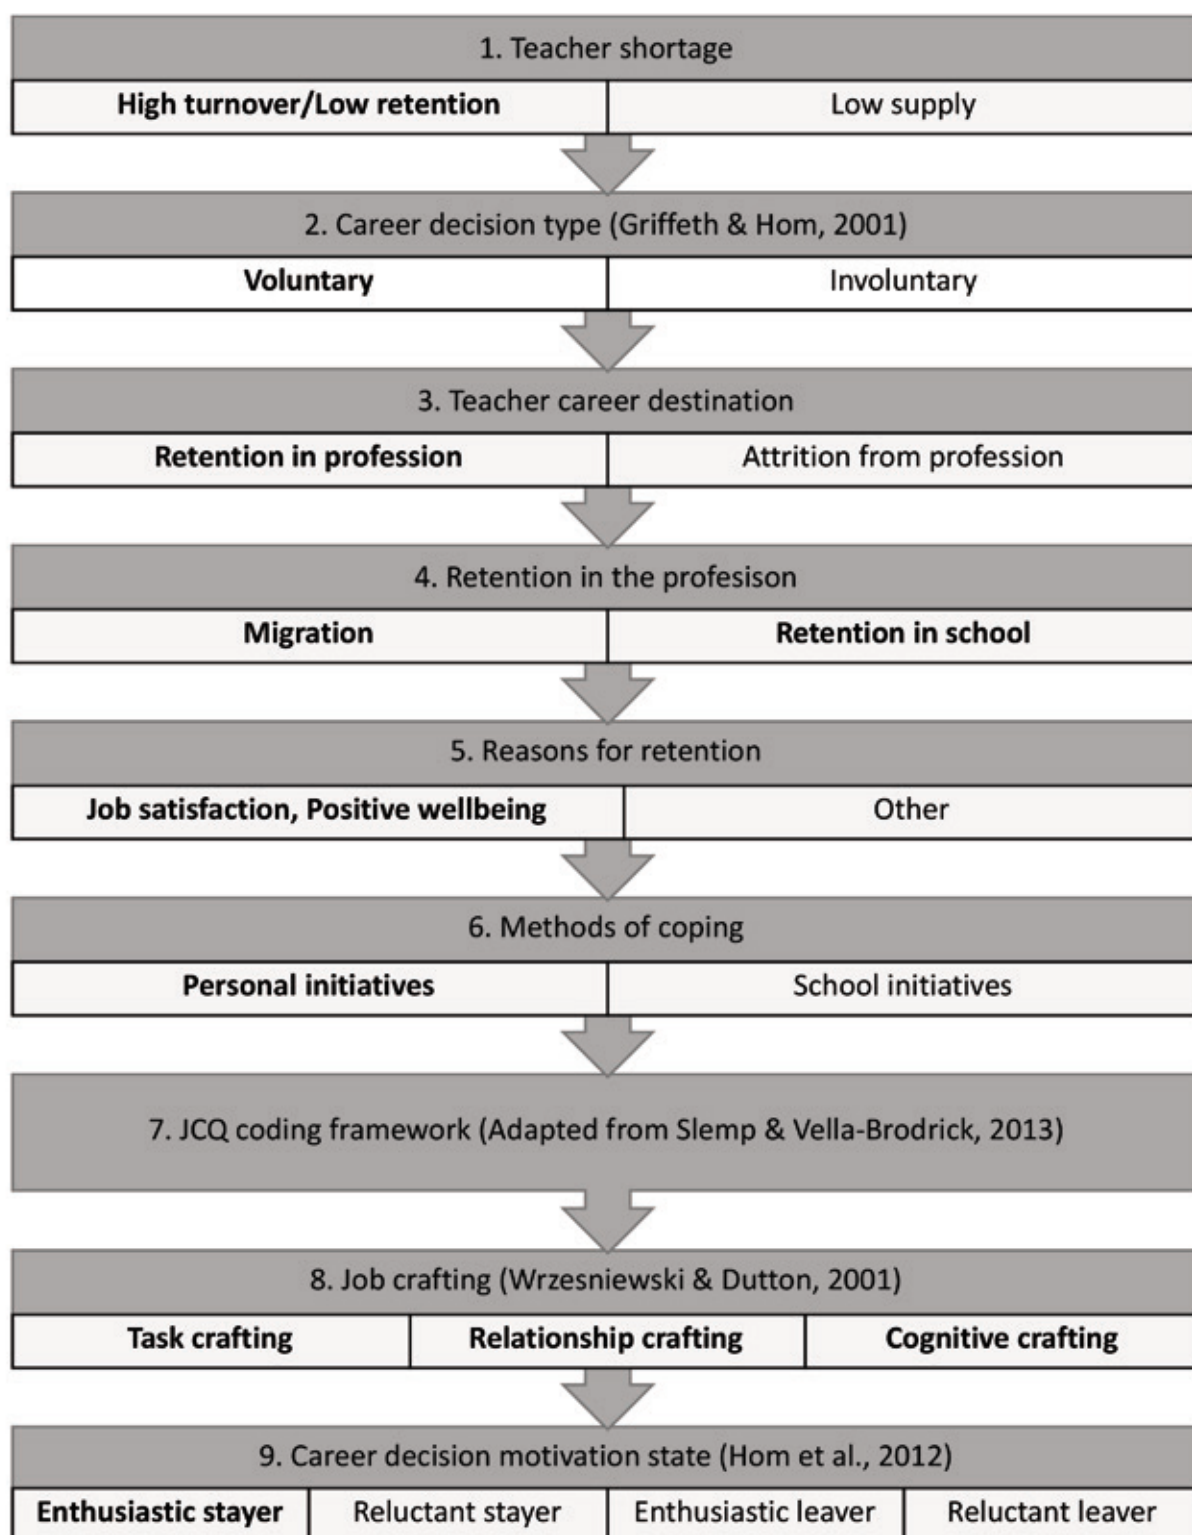 1. Teacher shortage
High turnover/Low retention
Low supply
2. Career decision type (Griffeth & Hom, 2001)
Voluntary
Involuntary
3. Teacher career destination
Retention in profession
Attrition from profession
4. Retention in the profesison
Migration
Retention in school
5. Reasons for retention
Job satisfaction, Positive wellbeing
Other
6. Methods of coping
Personal initiatives
School initiatives
7. JCQ coding framework (Adapted from Slemp & Vella-Brodrick, 2013)
8. Job crafting (Wrzesniewski & Dutton, 2001)
Task crafting
Relationship crafting
Cognitive crafting
9. Career decision motivation state (Hom et al., 2012)
Enthusiastic stayer
Reluctant stayer
Enthusiastic leaver
Reluctant leaver